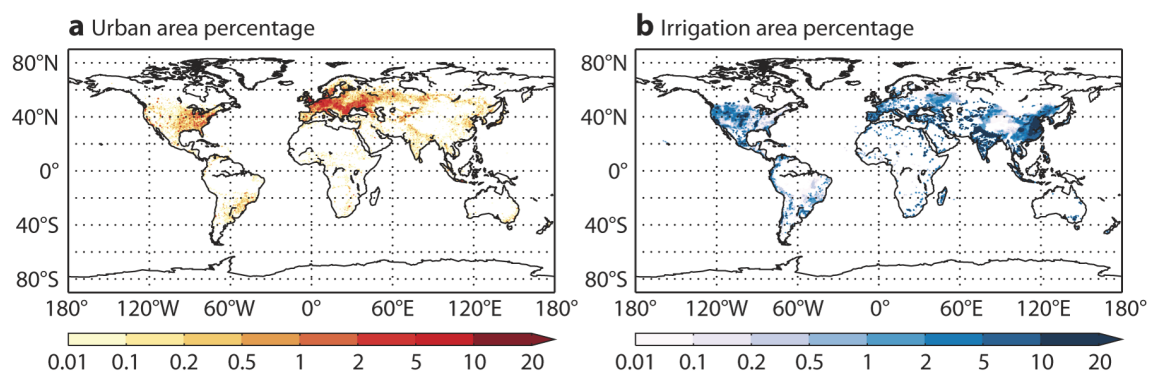 a Urban area percentage
80°N
40°N
0°
40°S
80°S
180° 120°W 60°W 0° 60°E 120°E 180°
0.01 0.1 0.2 0.5 1 2 5 10 20
b Irrigation area percentage
80°N
40°N
0°
40°S
80°S
180° 120°W 60°W 0° 60°E 120°E 180°
0.01 0.1 0.2 0.5 1 2 5 10 20